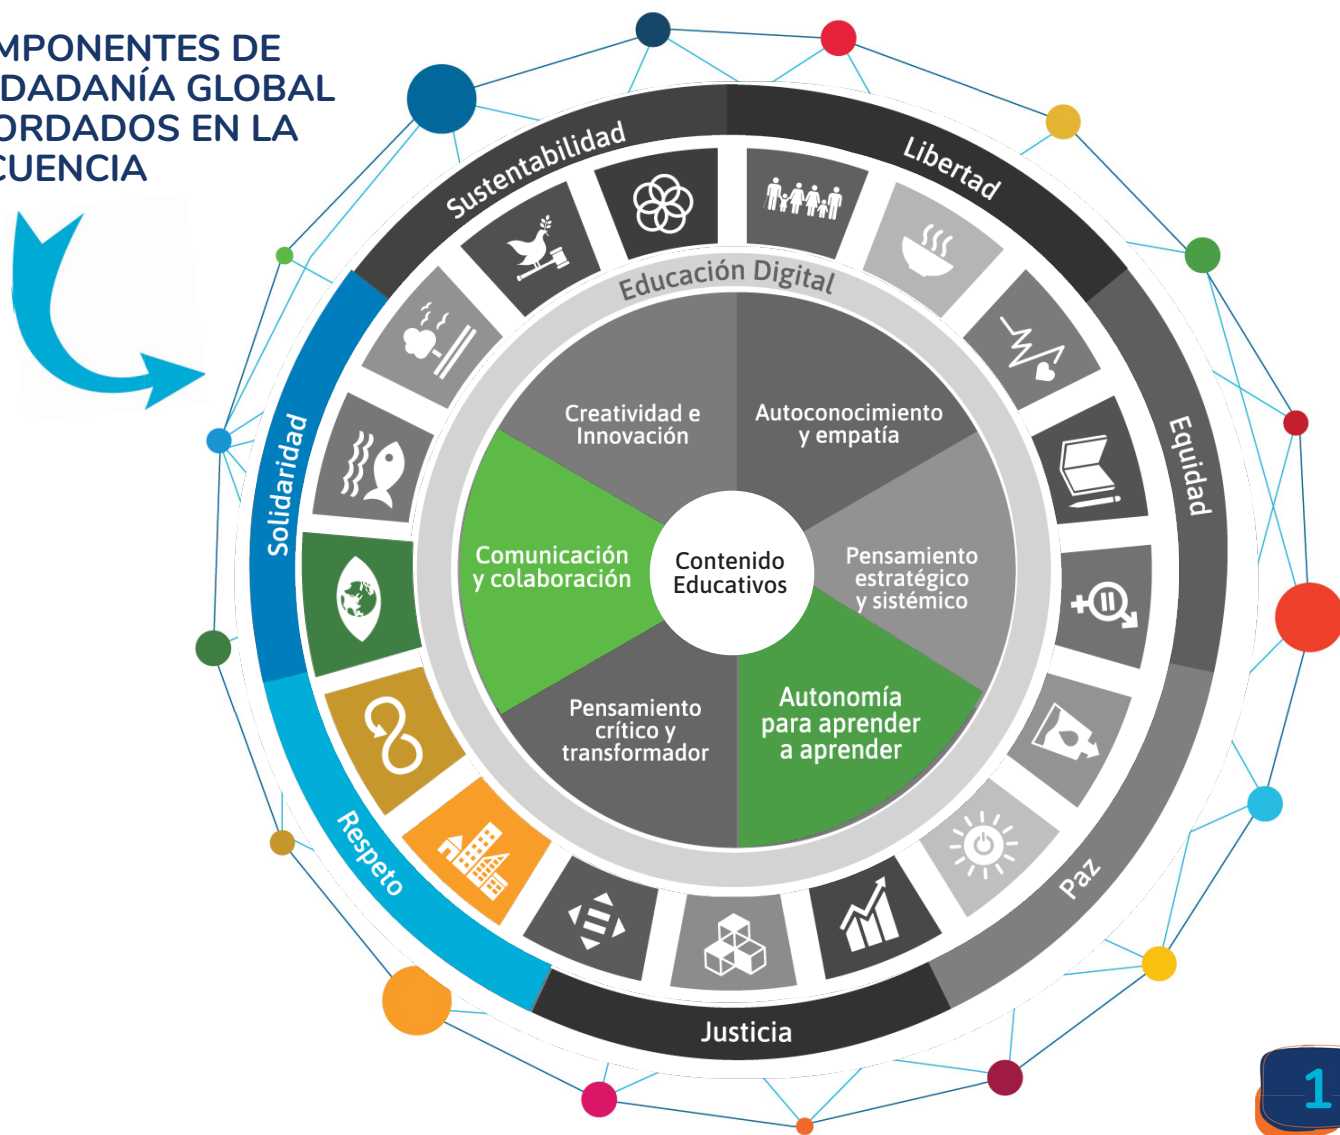 MPONENTES DE
DADANÍA GLOBAL
ORDADOS EN LA
CUENCIA
Sustentabilidad
Libertad
Equidad
Paz
Justicia
Respeto
Solidaridad
Educación Digital
Creatividad e
Innovación
Autoconocimiento
y empatía
Comunicación
y colaboración
Contenido
Educativos
Pensamiento
estratégico
y sistémico
Pensamiento
crítico y
transformador
Autonomía
para aprender
a aprender
1